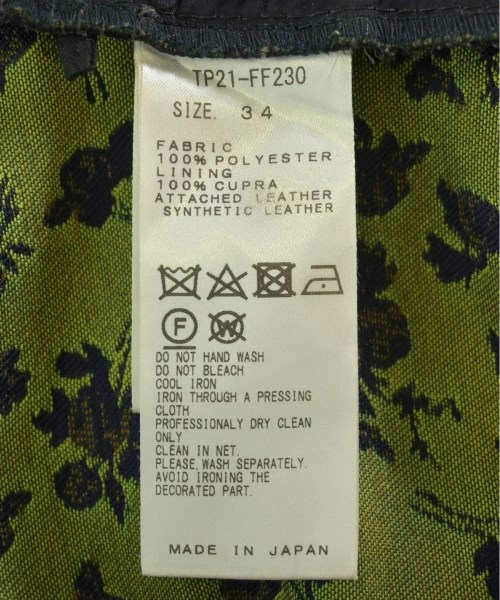 TP21-FF230
SIZE. 34
FABRIC
100% POLYESTER
LINING
100% CUPRA
ATTACHED LEATHER
SYNTHETIC LEATHER
F W
DO NOT HAND WASH
DO NOT BLEACH
COOL IRON
IRON THROUGH A PRESSING
CLOTH
PROFESSIONALY DRY CLEAN
ONLY
CLEAN IN NET.
PLEASE, WASH SEPARATELY.
AVOID IRONING THE
DECORATED PART.
MADE IN JAPAN